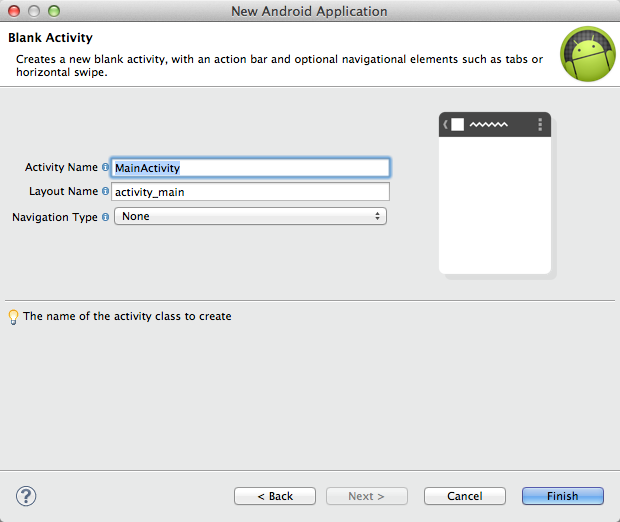 New Android Application
Blank Activity
Creates a new blank activity, with an action bar and optional navigational elements such as tabs or
horizontal swipe.
Activity Name MainActivity
Layout Name activity_main
Navigation Type None
The name of the activity class to create
? < Back Next > Cancel Finish